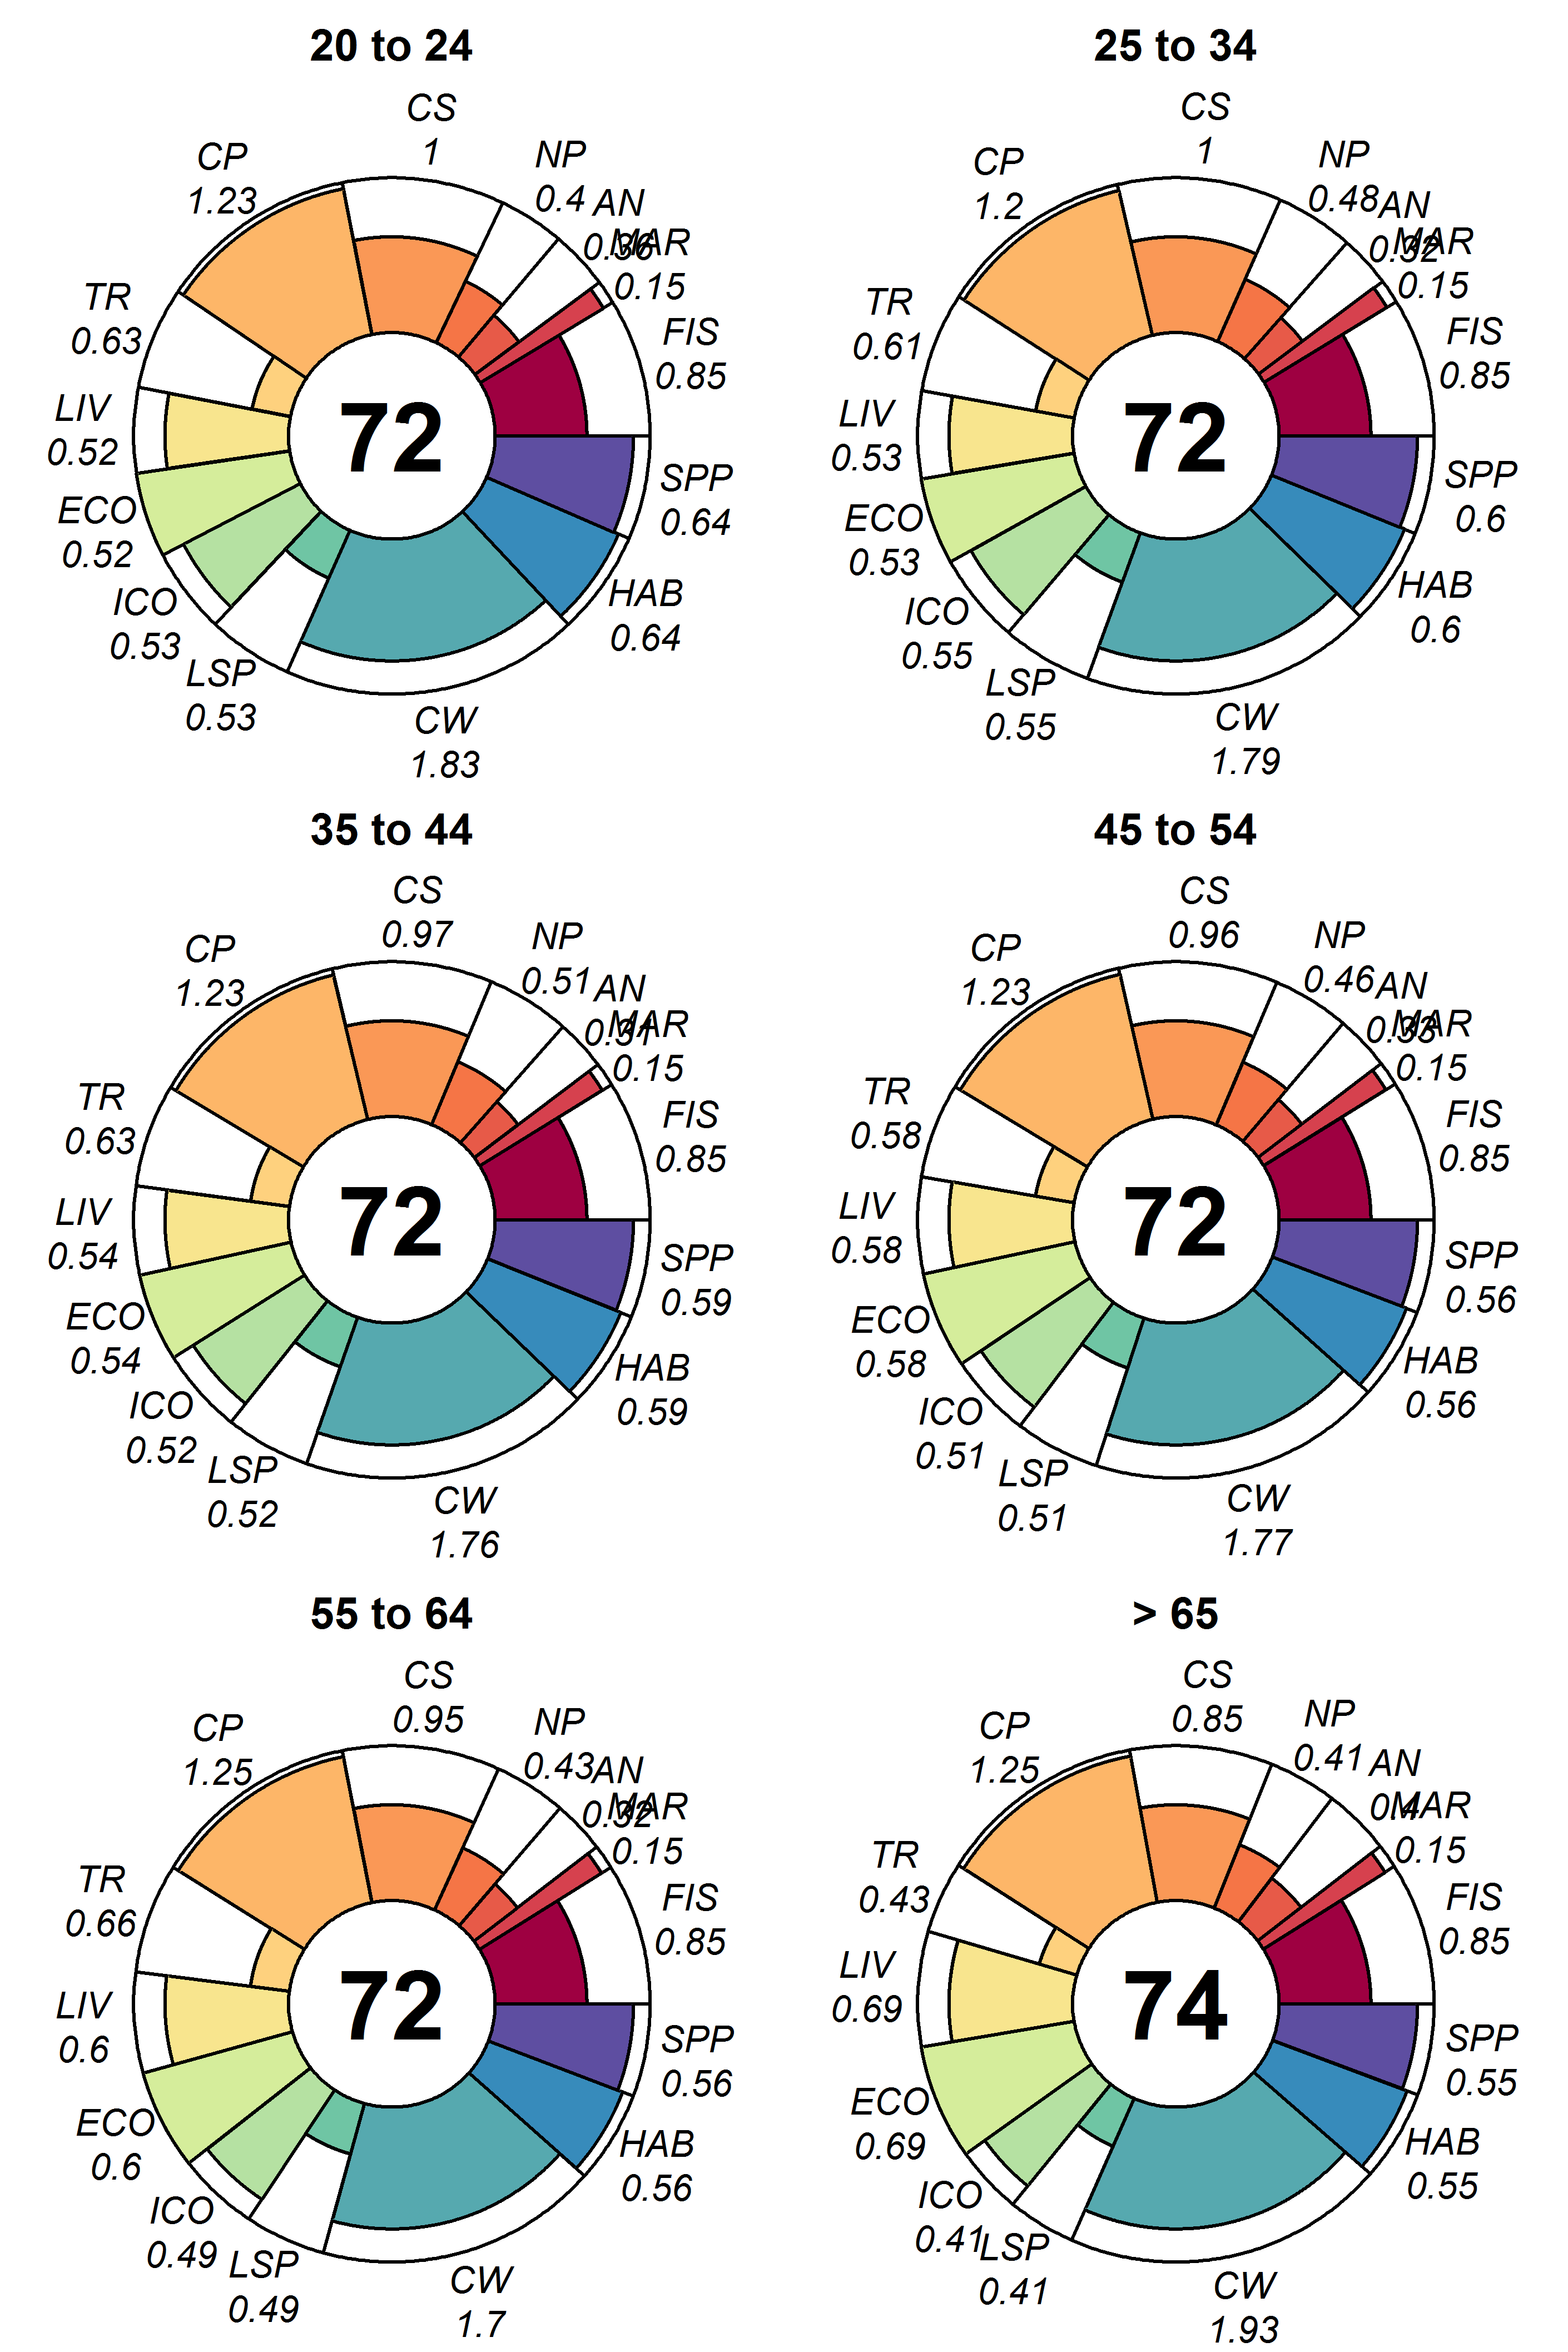 20 to 24
CS
1
NP
0.4
AN
0.36
MAR
0.15
FIS
0.85
CP
1.23
TR
0.63
LIV
0.52
ECO
0.52
ICO
0.53
LSP
0.53
CW
1.83
HAB
0.64
SPP
0.64
72
25 to 34
CS
1
NP
0.48
AN
0.32
MAR
0.15
FIS
0.85
CP
1.2
TR
0.61
LIV
0.53
ECO
0.53
ICO
0.55
LSP
0.55
CW
1.79
HAB
0.6
SPP
0.6
72
35 to 44
CS
0.97
NP
0.51
AN
0.31
MAR
0.15
FIS
0.85
CP
1.23
TR
0.63
LIV
0.54
ECO
0.54
ICO
0.52
LSP
0.52
CW
1.76
HAB
0.59
SPP
0.59
72
45 to 54
CS
0.96
NP
0.46
AN
0.33
MAR
0.15
FIS
0.85
CP
1.23
TR
0.58
LIV
0.58
ECO
0.58
ICO
0.51
LSP
0.51
CW
1.77
HAB
0.56
SPP
0.56
72
55 to 64
CS
0.95
NP
0.43
AN
0.32
MAR
0.15
FIS
0.85
CP
1.25
TR
0.66
LIV
0.6
ECO
0.6
ICO
0.49
LSP
0.49
CW
1.7
HAB
0.56
SPP
0.56
72
> 65
CS
0.85
NP
0.41
AN
0.4
MAR
0.15
FIS
0.85
CP
1.25
TR
0.43
LIV
0.69
ECO
0.69
ICO
0.41
LSP
0.41
CW
1.93
HAB
0.55
SPP
0.55
74